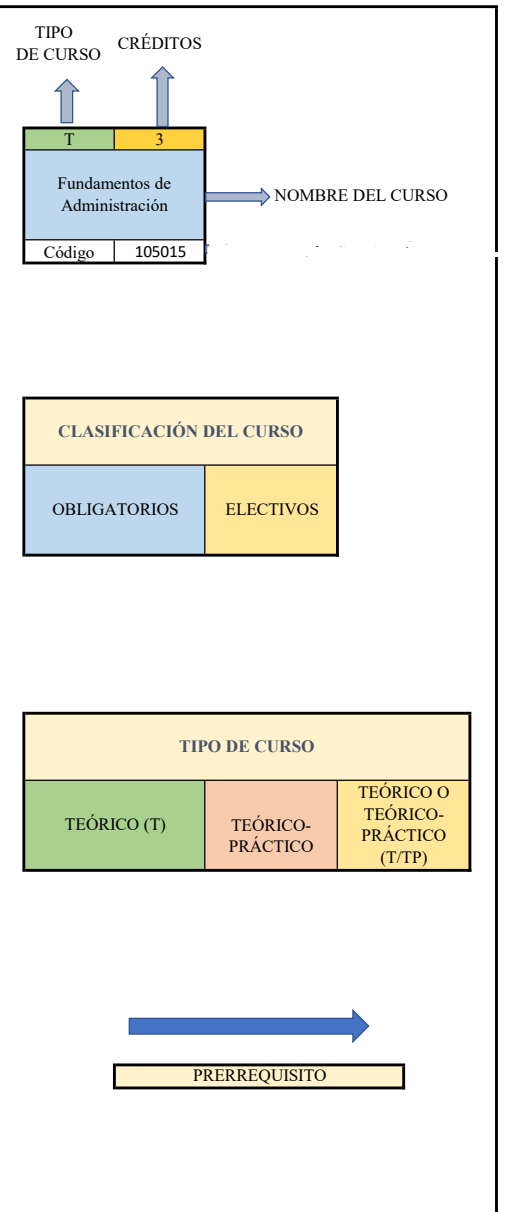 TIPO
DE CURSO
CRÉDITOS
T
3
Fundamentos de
Administración
NOMBRE DEL CURSO
Código
105015
CLASIFICACIÓN DEL CURSO
OBLIGATORIOS
ELECTIVOS
TIPO DE CURSO
TEÓRICO (T)
TEÓRICO-
PRÁCTICO
TEÓRICO O
TEÓRICO-
PRÁCTICO
(T/TP)
PRERREQUISITO